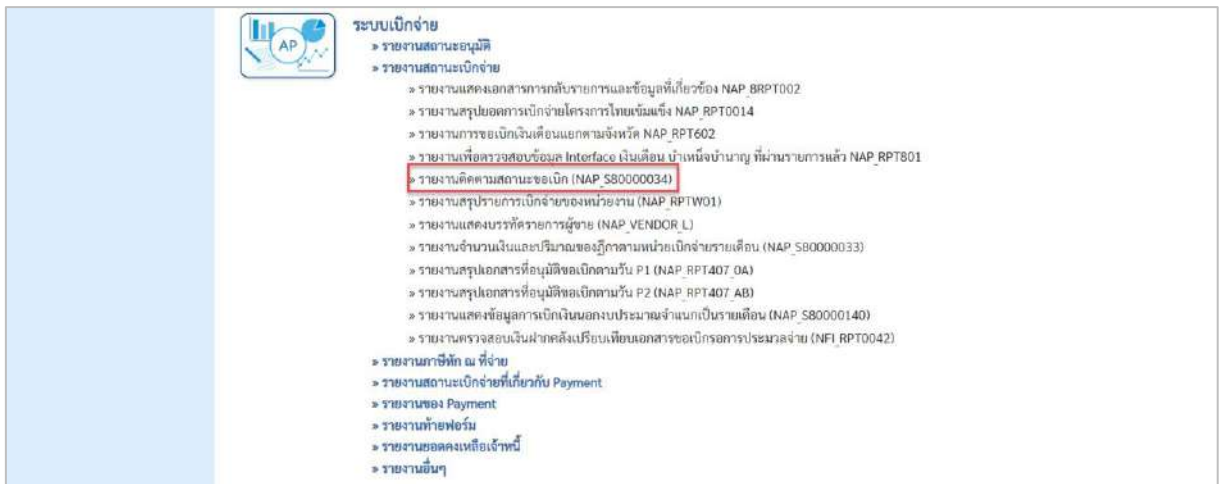 AP
ระบบเบิกจ่าย
» รายงานสถานะอนุมัติ
» รายงานสถานะเบิกจ่าย
» รายงานแสดงเอกสารการกลับรายการและข้อมูลที่เกี่ยวข้อง NAP_8RPT002
» รายงานสรุปยอดการเบิกจ่ายโครงการไทยเข้มแข็ง NAP_RPT0014
» รายงานการขอเบิกเงินเดือนแยกตามจังหวัด NAP_RPT602
» รายงานเพื่อตรวจสอบข้อมูล Interface เงินเดือน บำเหน็จบำนาญ ที่ผ่านรายการแล้ว NAP_RPT801
» รายงานติดตามสถานะขอเบิก (NAP_S80000034)
» รายงานสรุปรายการเบิกจ่ายของหน่วยงาน (NAP_RPTW01)
» รายงานแสดงบรรทัดรายการผู้ขาย (NAP_VENDOR_L)
» รายงานจำนวนเงินและปริมาณของฎีกาตามหน่วยเบิกจ่ายรายเดือน (NAP_S80000033)
» รายงานสรุปเอกสารที่อนุมัติขอเบิกตามวัน P1 (NAP_RPT407_0A)
» รายงานสรุปเอกสารที่อนุมัติขอเบิกตามวัน P2 (NAP_RPT407_AB)
» รายงานแสดงข้อมูลการเบิกเงินนอกงบประมาณจำแนกเป็นรายเดือน (NAP_S80000140)
» รายงานตรวจสอบเงินฝากคลังเปรียบเทียบเอกสารขอเบิกรอการประมวลจ่าย (NFI_RPT0042)
» รายงานภาษีหัก ณ ที่จ่าย
» รายงานสถานะเบิกจ่ายที่เกี่ยวกับ Payment
» รายงานของ Payment
» รายงานท้ายฟอร์ม
» รายงานยอดคงเหลือเจ้าหนี้
» รายงานอื่นๆ